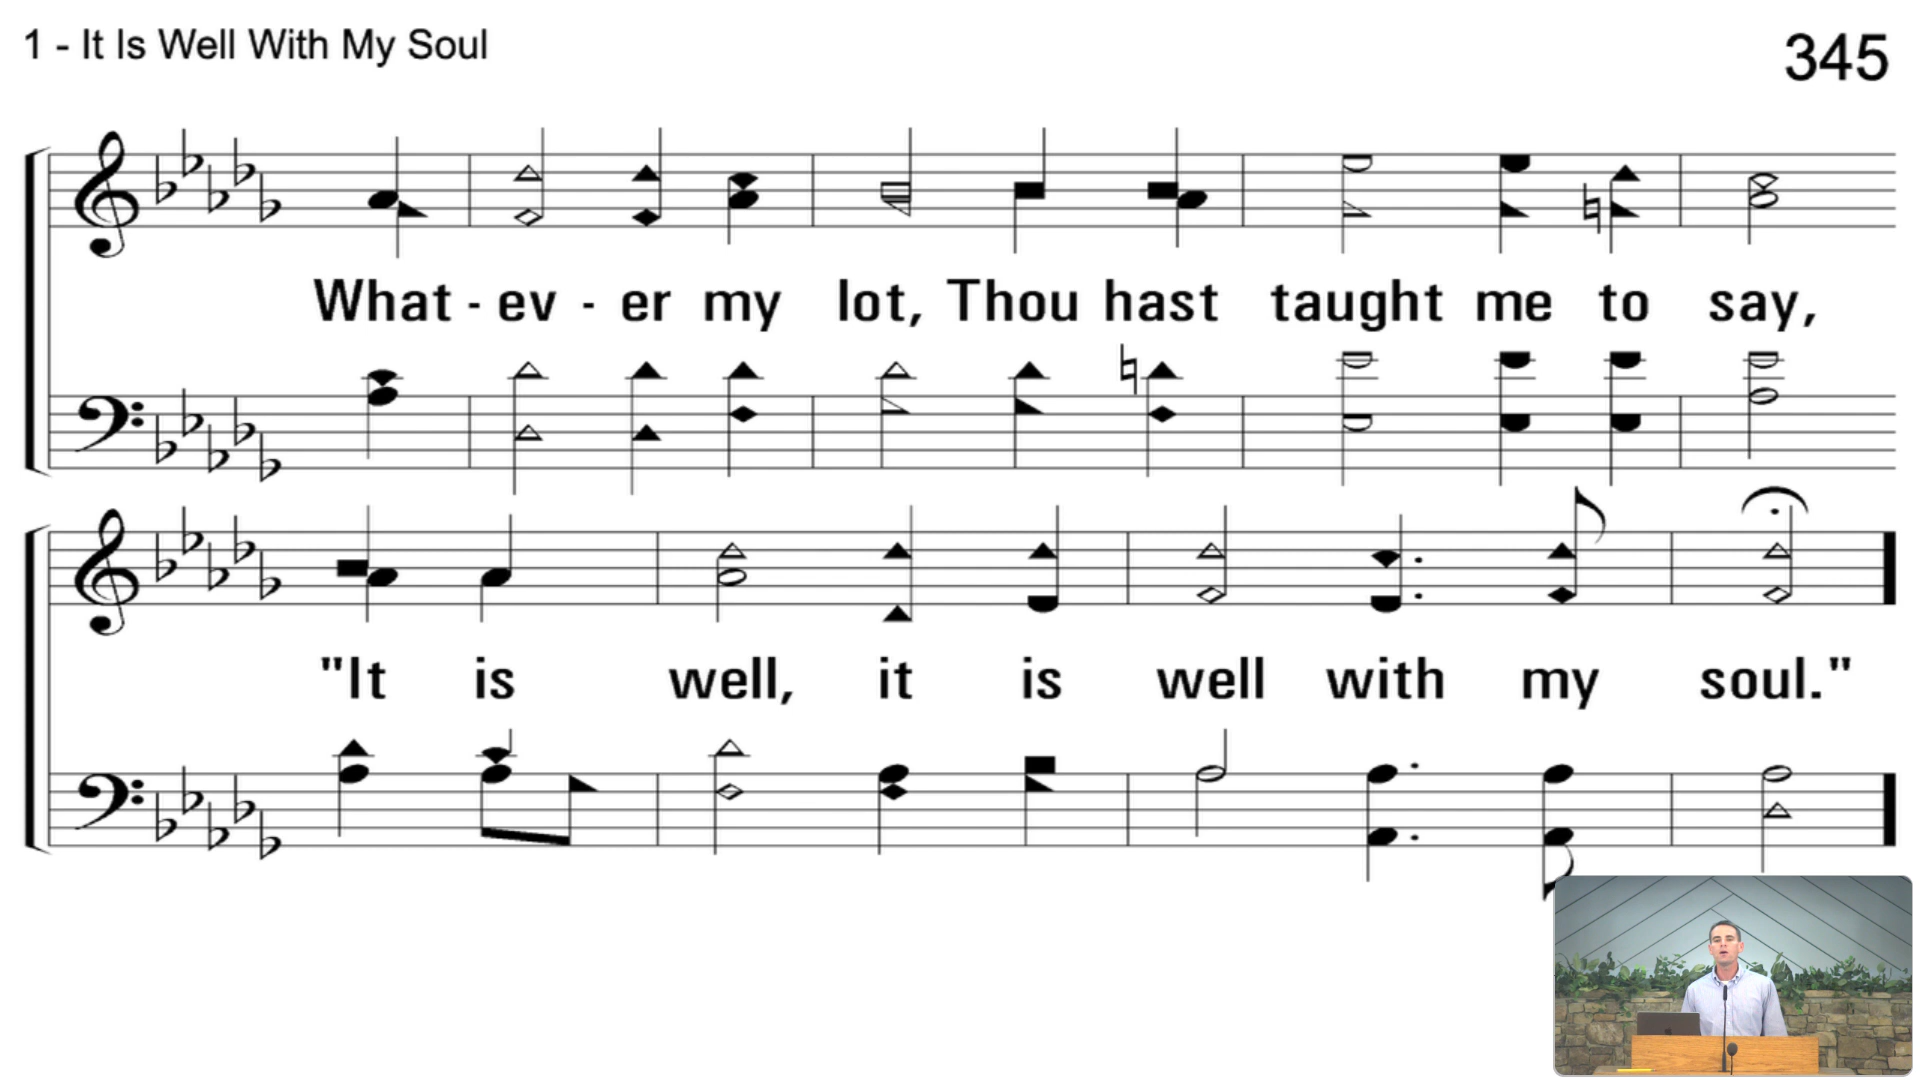 1 - It Is Well With My Soul
345
What - ev - er my lot, Thou hast taught me to say,
"It is well, it is well with my soul."